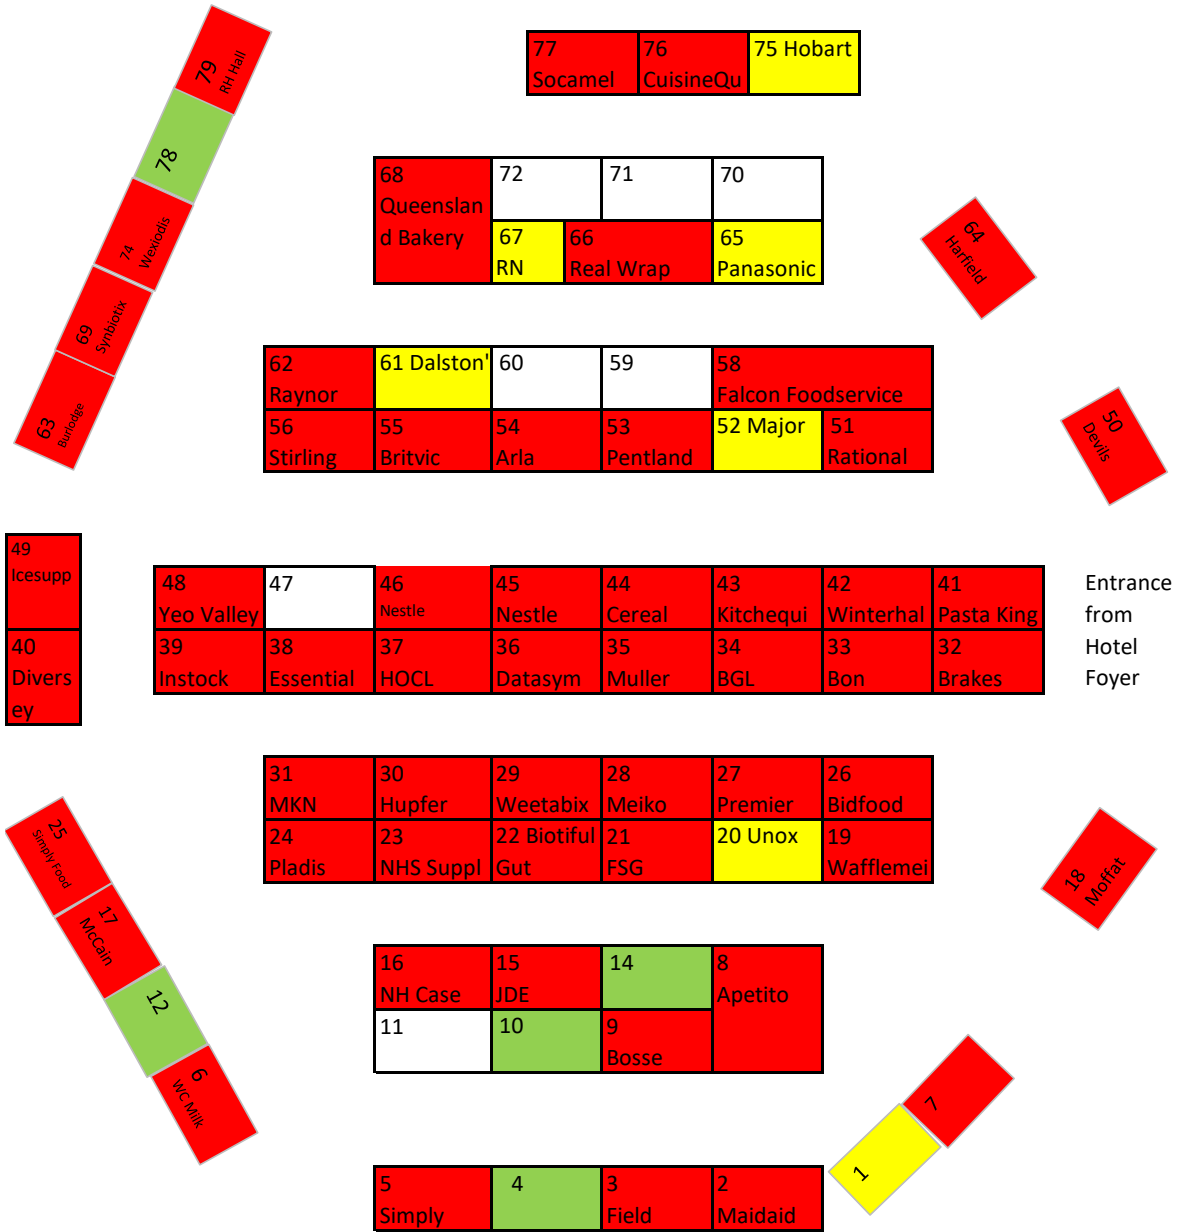 79
RH Hall
77
Socamel
76
CuisineQu
75 Hobart
78
68
Queenslan
d Bakery
72
71
70
67
RN
66
Real Wrap
65
Panasonic
74
Wexiodis
64
Harfield
69
Synbiotix
63
Burlodge
62
Raynor
61 Dalston'
60
59
58
Falcon Foodservice
56
Stirling
55
Britvic
54
Arla
53
Pentland
52 Major
51
Rational
50
Devils
49
Icesupp
48
Yeo Valley
47
46
Nestle
45
Nestle
44
Cereal
43
Kitchequi
42
Winterhal
41
Pasta King
Entrance
from
Hotel
Foyer
40
Divers
ey
39
Instock
38
Essential
37
HOCL
36
Datasym
35
Muller
34
BGL
33
Bon
32
Brakes
31
MKN
30
Hupfer
29
Weetabix
28
Meiko
27
Premier
26
Bidfood
24
Pladis
23
NHS Suppl
22 Biotiful
Gut
21
FSG
20 Unox
19
Wafflemei
25
Simply Food
18
Moffat
17
McCain
12
6
WC Milk
16
NH Case
15
JDE
14
8
Apetito
11
10
9
Bosse
7
1
5
Simply
4
3
Field
2
Maidaid